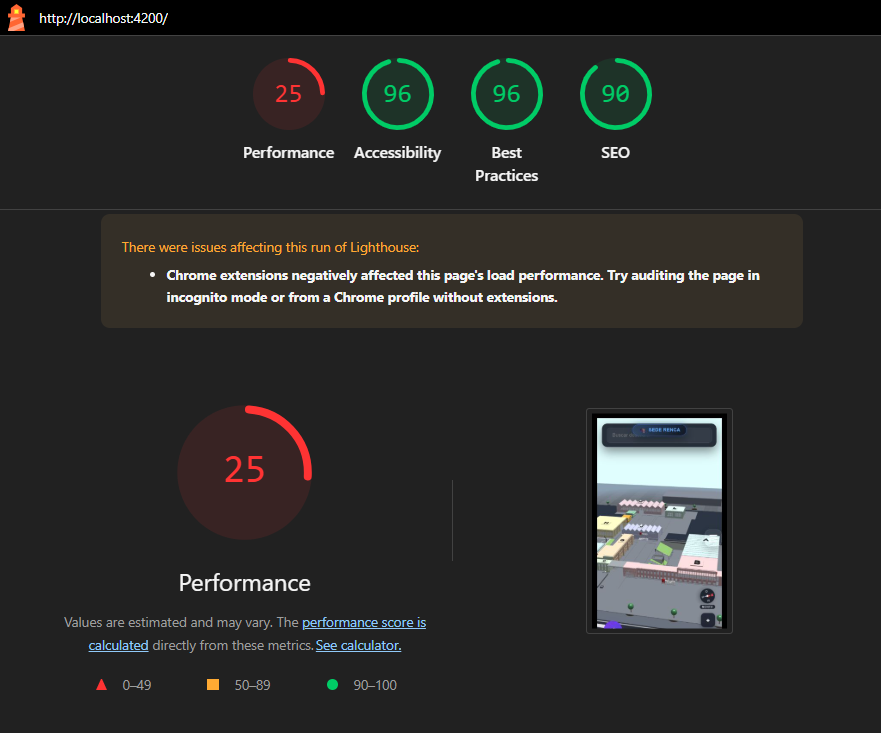 http://localhost:4200/
25
96
96
90
Performance
Accessibility
Best
Practices
SEO
There were issues affecting this run of Lighthouse:
Chrome extensions negatively affected this page's load performance. Try auditing the page in
incognito mode or from a Chrome profile without extensions.
25
SEDE RENCA
Performance
Values are estimated and may vary. The performance score is
calculated directly from these metrics. See calculator.
0–49
50–89
90–100